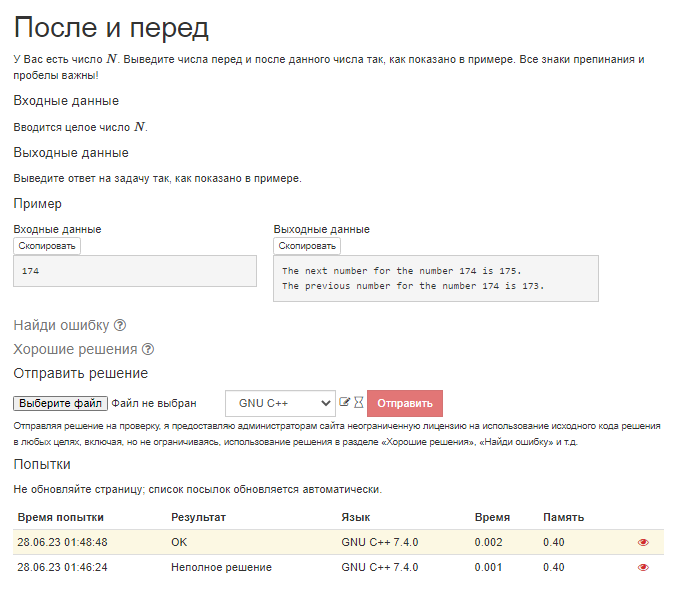 После и перед
У Вас есть число N. Выведите числа перед и после данного числа так, как показано в примере. Все знаки препинания и
пробелы важны!
Входные данные
Вводится целое число N.
Выходные данные
Выведите ответ на задачу так, как показано в примере.
Пример
Входные данные
Скопировать
174
Выходные данные
Скопировать
The next number for the number 174 is 175.
The previous number for the number 174 is 173.
Найди ошибку ?
Хорошие решения ?
Отправить решение
Выберите файл Файл не выбран GNU C++ Отправить
Отправляя решение на проверку, я предоставляю администраторам сайта неограниченную лицензию на использование исходного кода решения
в любых целях, включая, но не ограничиваясь, использование решения в разделе «Хорошие решения», «Найди ошибку» и т.д.
Попытки
Не обновляйте страницу; список посылок обновляется автоматически.
Время попытки Результат Язык Время Память
28.06.23 01:48:48 OK GNU C++ 7.4.0 0.002 0.40
28.06.23 01:46:24 Неполное решение GNU C++ 7.4.0 0.001 0.40